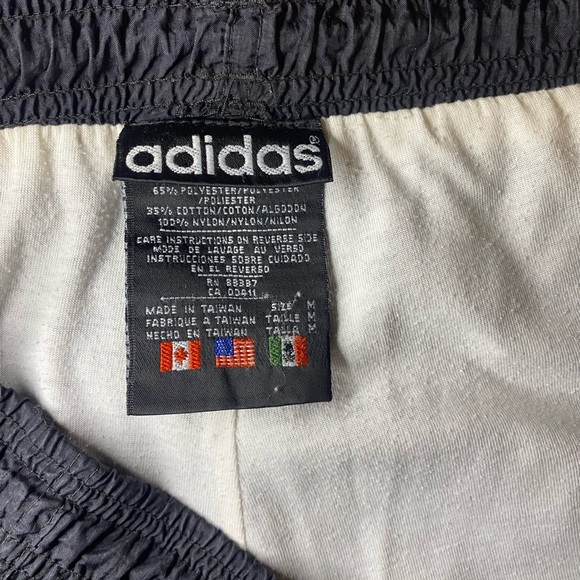 adidas®
65% POLYESTER/POLYESTER
/POLIESTER
35% COTTON/COTON/ALGODON
100% NYLON/NYLON/NILON
CARE INSTRUCTIONS ON REVERSE SIDE
MODE DE LAVAGE AU VERSO
INSTRUCCIONES SOBRE CUIDADO
EN EL REVERSO
RN 88387
CA 00411
MADE IN TAIWAN SIZE M
FABRIQUE A TAIWAN TAILLE M
HECHO EN TAIWAN TALLA M